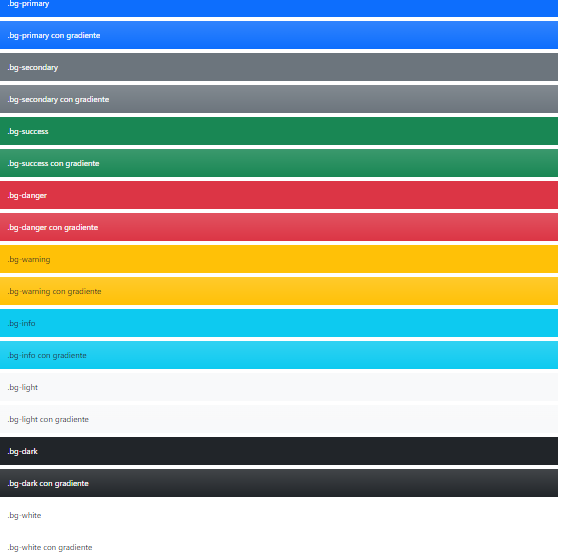 .bg-primary
.bg-primary con gradiente
.bg-secondary
.bg-secondary con gradiente
.bg-success
.bg-success con gradiente
.bg-danger
.bg-danger con gradiente
.bg-warning
.bg-warning con gradiente
.bg-info
.bg-info con gradiente
.bg-light
.bg-light con gradiente
.bg-dark
.bg-dark con gradiente
.bg-white
.bg-white con gradiente